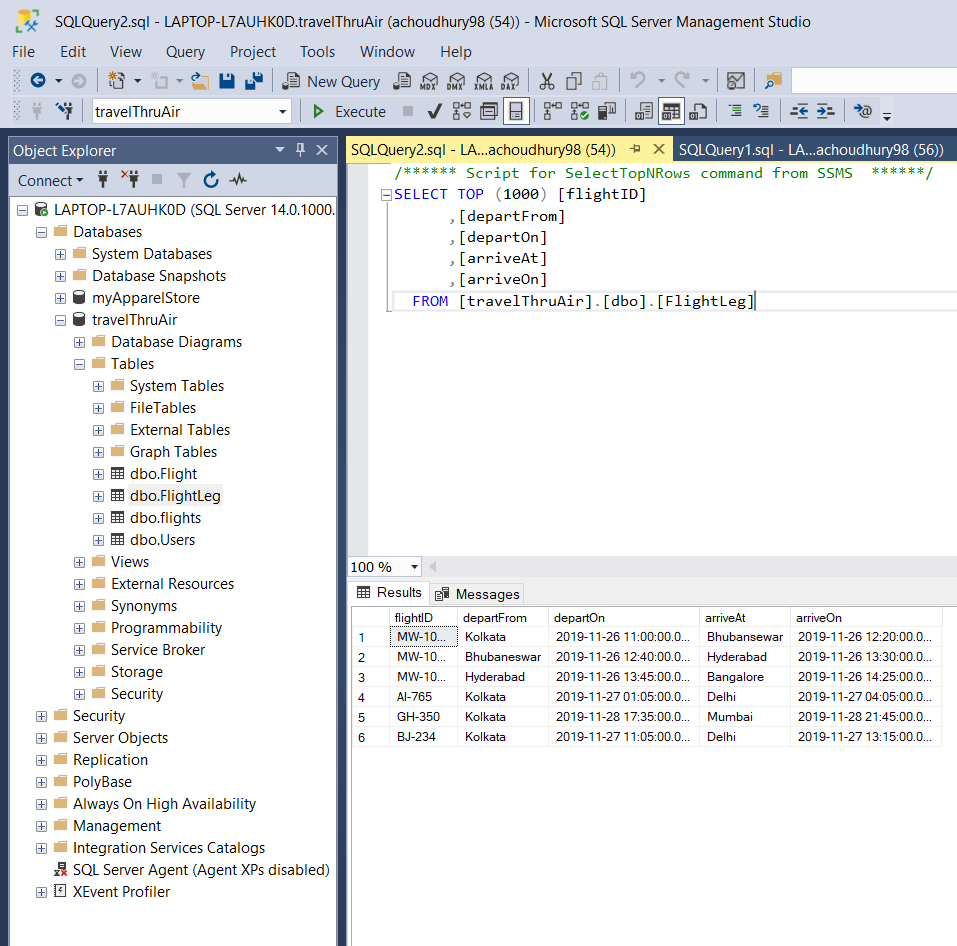 SQLQuery2.sql - LAPTOP-L7AUHK0D.travelThruAir (achoudhury98 (54)) - Microsoft SQL Server Management Studio
File Edit View Query Project Tools Window Help
New Query MDX DMX XMLA DAX
travelThruAir Execute
Object Explorer
Connect
LAPTOP-L7AUHK0D (SQL Server 14.0.1000.
Databases
System Databases
Database Snapshots
myApparelStore
travelThruAir
Database Diagrams
Tables
System Tables
FileTables
External Tables
Graph Tables
dbo.Flight
dbo.FlightLeg
dbo.flights
dbo.Users
Views
External Resources
Synonyms
Programmability
Service Broker
Storage
Security
Security
Server Objects
Replication
PolyBase
Always On High Availability
Management
Integration Services Catalogs
SQL Server Agent (Agent XPs disabled)
XEvent Profiler
SQLQuery2.sql - LA...achoudhury98 (54)) SQLQuery1.sql - LA...achoudhury98 (56))
/****** Script for SelectTopNRows command from SSMS ******/
SELECT TOP (1000) [flightID]
,[departFrom]
,[departOn]
,[arriveAt]
,[arriveOn]
FROM [travelThruAir].[dbo].[FlightLeg]
100 %
Results Messages
flightID departFrom departOn arriveAt arriveOn
1 MW-10... Kolkata 2019-11-26 11:00:00.0... Bhubansewar 2019-11-26 12:20:00.0...
2 MW-10... Bhubaneswar 2019-11-26 12:40:00.0... Hyderabad 2019-11-26 13:30:00.0...
3 MW-10... Hyderabad 2019-11-26 13:45:00.0... Bangalore 2019-11-26 14:25:00.0...
4 AI-765 Kolkata 2019-11-27 01:05:00.0... Delhi 2019-11-27 04:05:00.0...
5 GH-350 Kolkata 2019-11-28 17:35:00.0... Mumbai 2019-11-28 21:45:00.0...
6 BJ-234 Kolkata 2019-11-27 11:05:00.0... Delhi 2019-11-27 13:15:00.0...